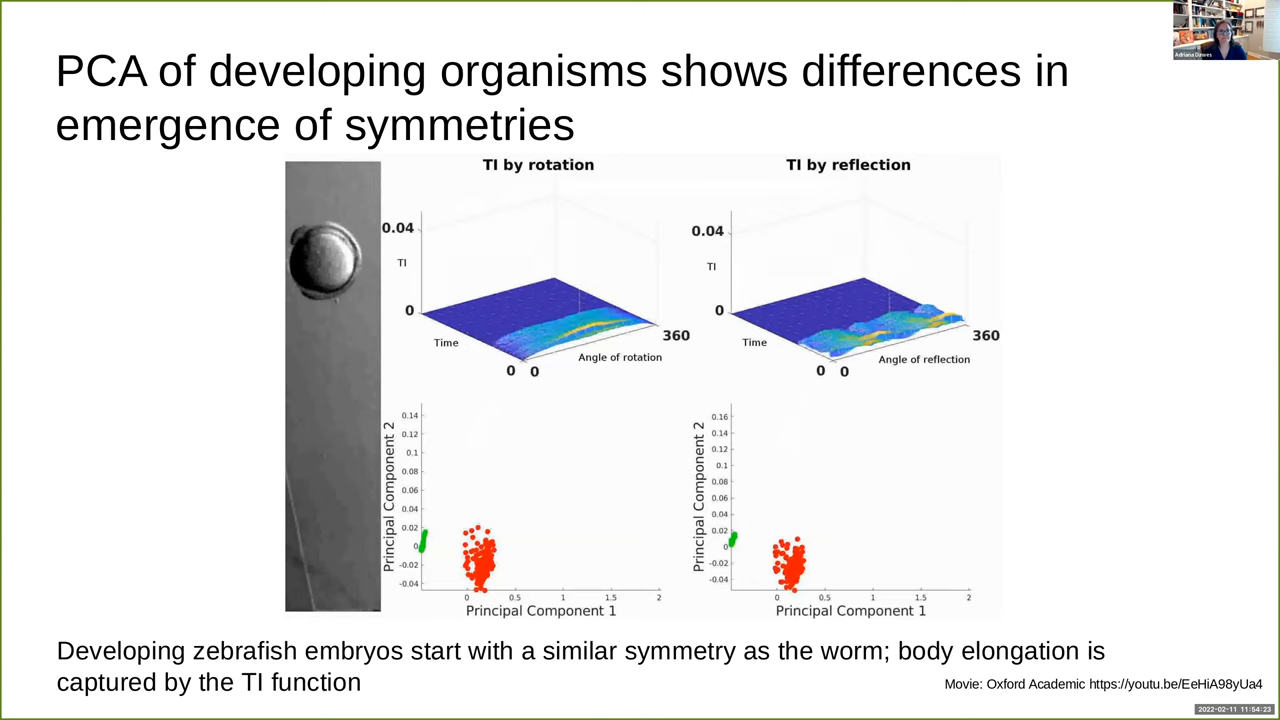 PCA of developing organisms shows differences in
emergence of symmetries
Adriana Dawes
TI by rotation
0.04
TI
0
Time
0
0
Angle of rotation
360
TI by reflection
0.04
TI
0
Time
0
0
Angle of reflection
360
Principal Component 2
0.14
0.12
0.1
0.08
0.06
0.04
0.02
0
-0.02
-0.04
0
0.5
1
1.5
2
Principal Component 1
Principal Component 2
0.16
0.14
0.12
0.1
0.08
0.06
0.04
0.02
0
-0.02
-0.04
0
0.5
1
1.5
2
Principal Component 1
Developing zebrafish embryos start with a similar symmetry as the worm; body elongation is
captured by the TI function
Movie: Oxford Academic https://youtu.be/EeHiA98yUa4
2022-02-11 11:54:23